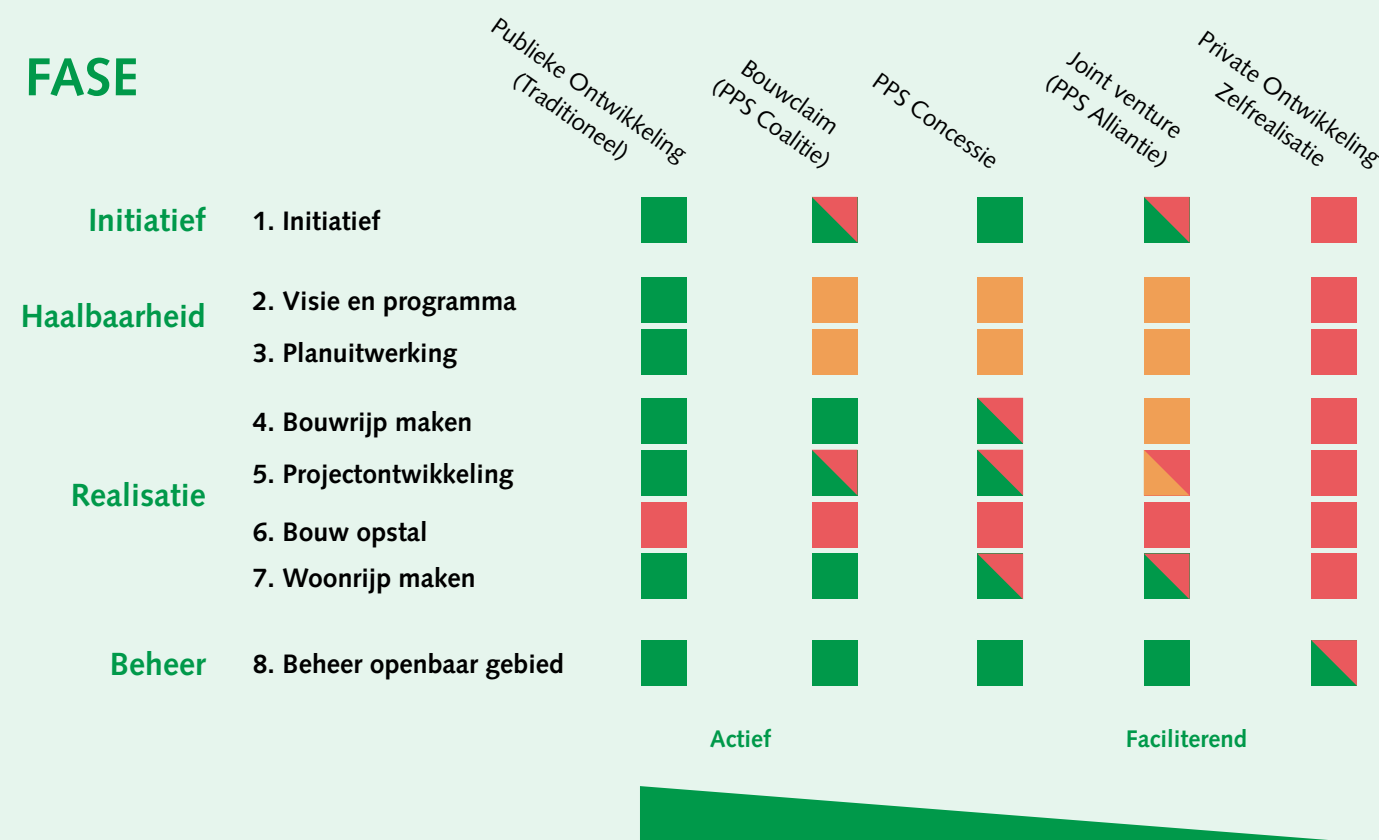 FASE
Publieke Ontwikkeling
(Traditioneel)
Bouwclaim
(PPS Coalitie)
PPS Concessie
Joint venture
(PPS Alliantie)
Private Ontwikkeling
Zelfrealisatie
Initiatief
1. Initiatief
Haalbaarheid
2. Visie en programma
3. Planuitwerking
Realisatie
4. Bouwrijp maken
5. Projectontwikkeling
6. Bouw opstal
7. Woonrijp maken
Beheer
8. Beheer openbaar gebied
Actief
Faciliterend